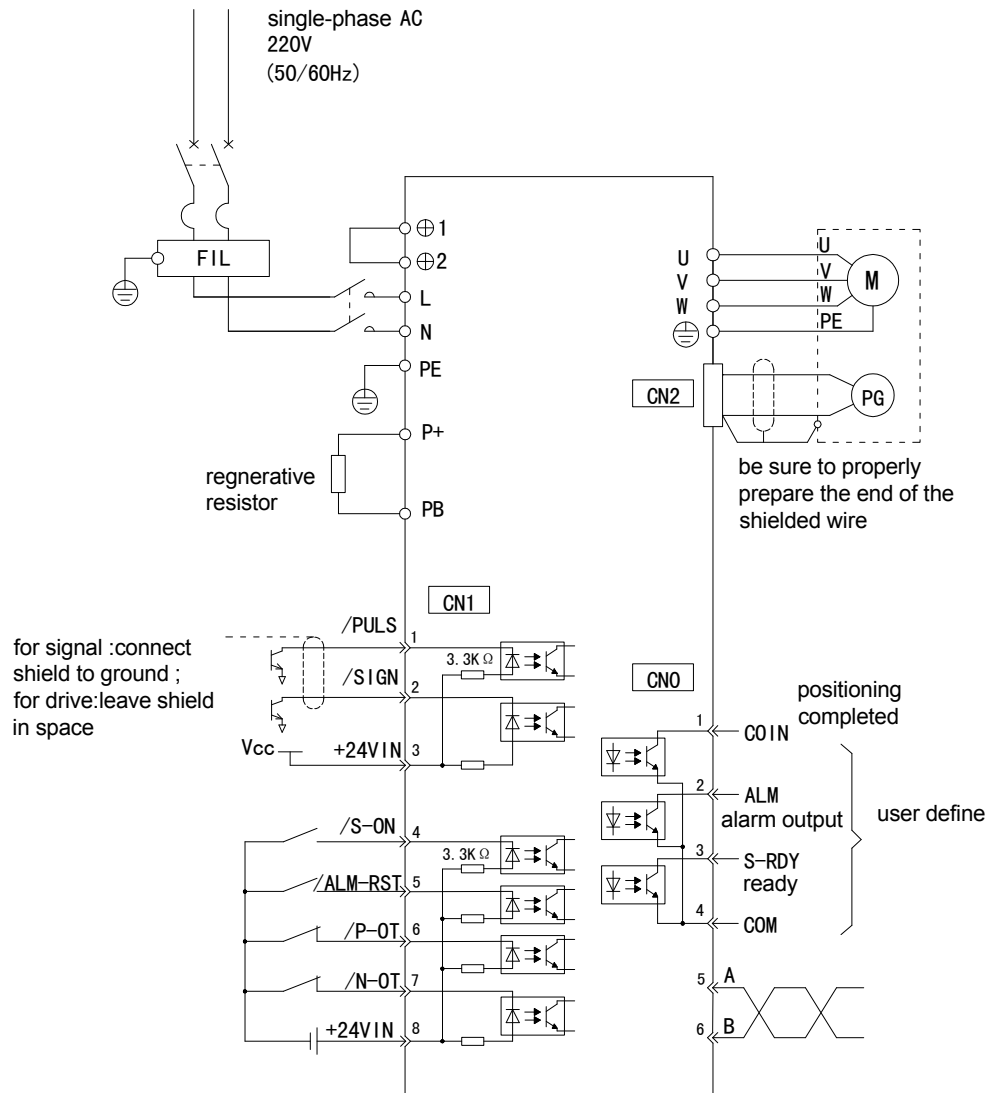 single-phase AC
220V
(50/60Hz)
FIL
⊕1
⊕2
L
N
PE
P+
PB
regnerative
resistor
U
V
W
U
V
W
PE
M
CN2
PG
be sure to properly
prepare the end of the
shielded wire
CN1
/PULS
1
3.3KΩ
/SIGN
2
Vcc
+24VIN
3
for signal :connect
shield to ground ;
for drive:leave shield
in space
/S-ON
4
3.3KΩ
/ALM-RST
5
/P-OT
6
/N-OT
7
+24VIN
8
CN0
positioning
completed
1
COIN
2
ALM
alarm output
3
S-RDY
ready
4
COM
user define
5
A
6
B